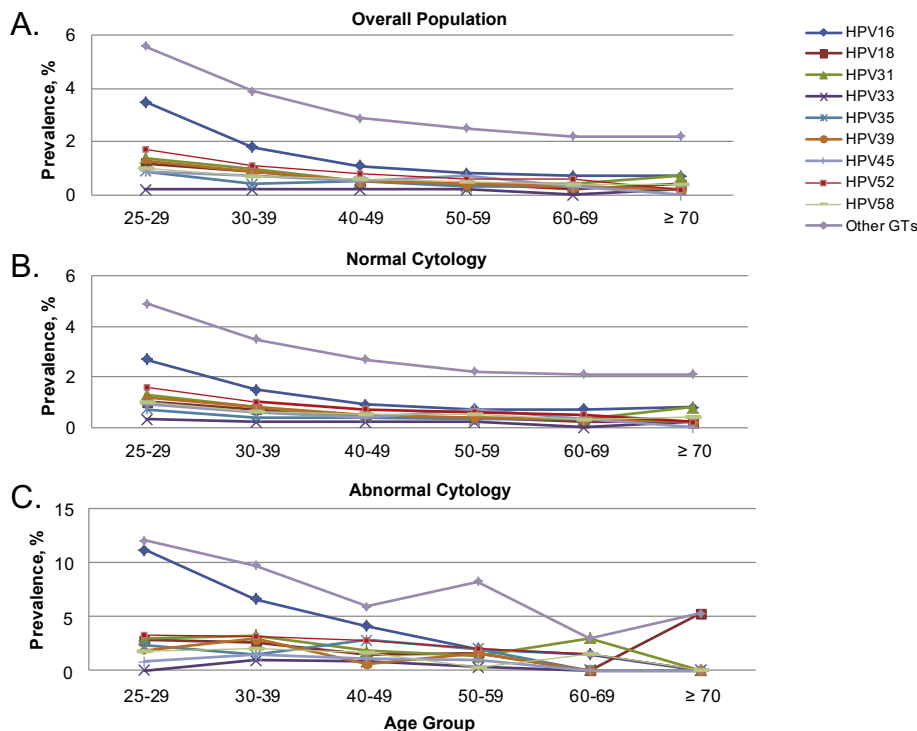 A.
Overall Population
Prevalence, %
6
4
2
0
25-29 30-39 40-49 50-59 60-69 ≥ 70
HPV16
HPV18
HPV31
HPV33
HPV35
HPV39
HPV45
HPV52
HPV58
Other GTs
B.
Normal Cytology
Prevalence, %
6
4
2
0
25-29 30-39 40-49 50-59 60-69 ≥ 70
C.
Abnormal Cytology
Prevalence, %
15
10
5
0
25-29 30-39 40-49 50-59 60-69 ≥ 70
Age Group